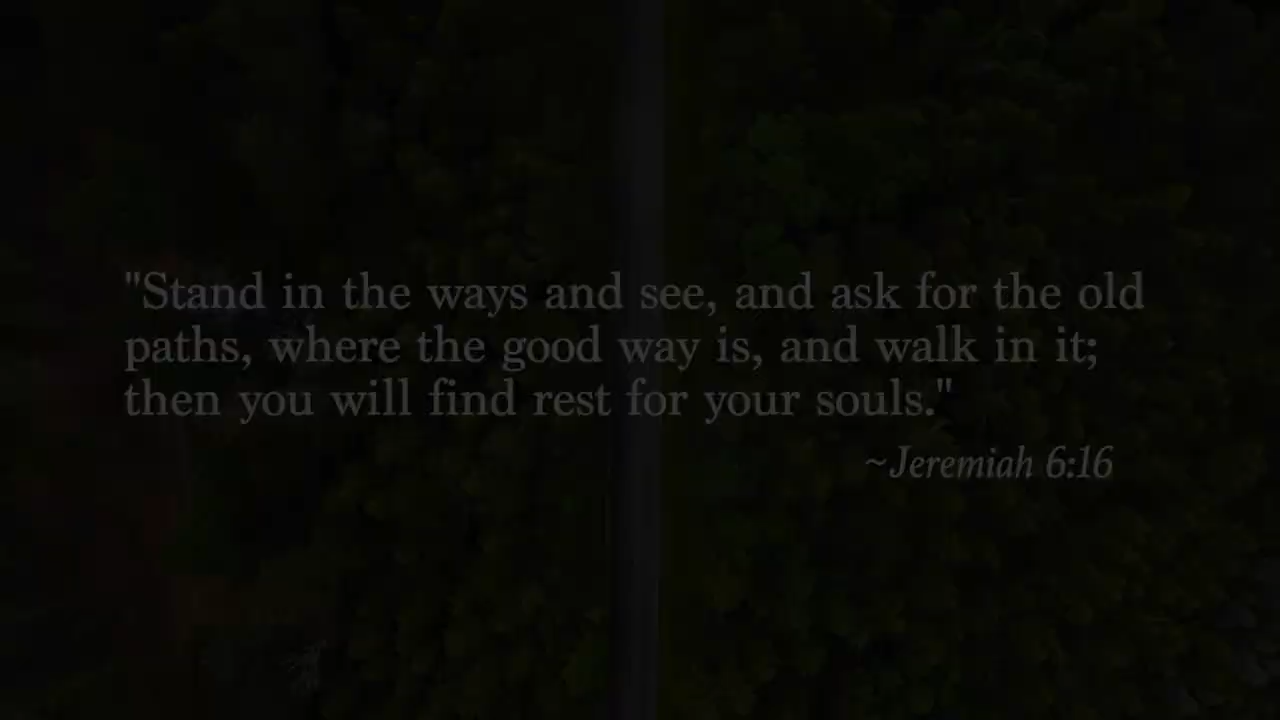 "Stand in the ways and see, and ask for the old
paths, where the good way is, and walk in it;
then you will find rest for your souls."
~Jeremiah 6:16